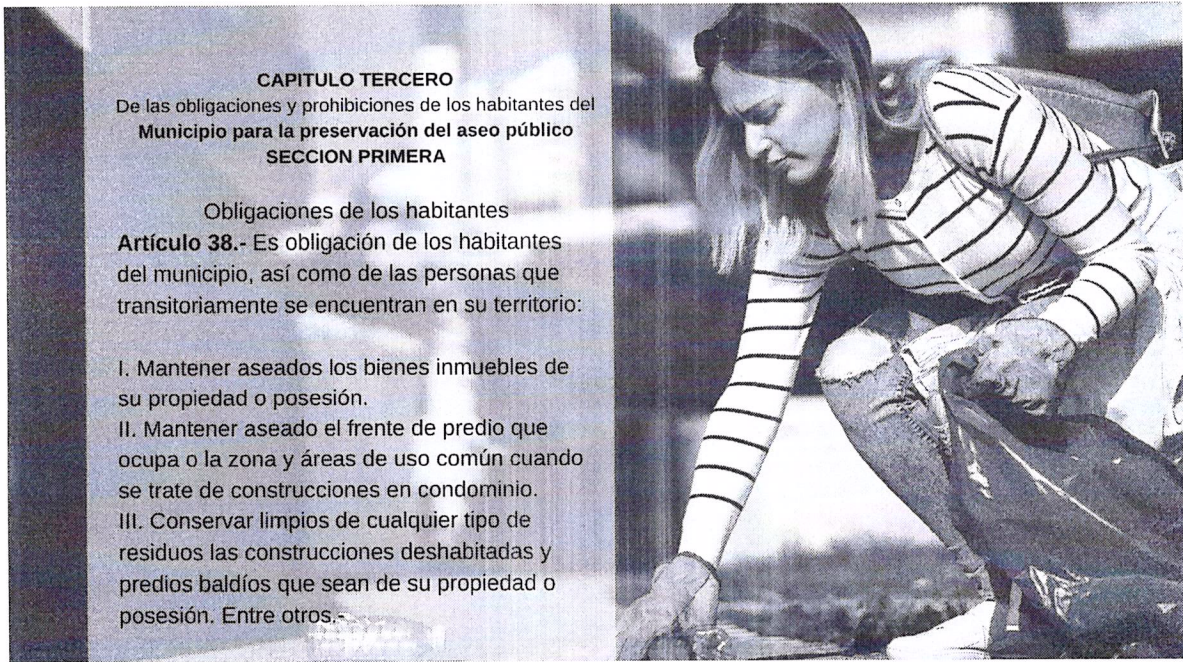 CAPITULO TERCERO
De las obligaciones y prohibiciones de los habitantes del
Municipio para la preservación del aseo público
SECCION PRIMERA
Obligaciones de los habitantes
Artículo 38.- Es obligación de los habitantes
del municipio, así como de las personas que
transitoriamente se encuentran en su territorio:
I. Mantener aseados los bienes inmuebles de
su propiedad o posesión.
II. Mantener aseado el frente de predio que
ocupa o la zona y áreas de uso común cuando
se trate de construcciones en condominio.
III. Conservar limpios de cualquier tipo de
residuos las construcciones deshabitadas y
predios baldíos que sean de su propiedad o
posesión. Entre otros.-